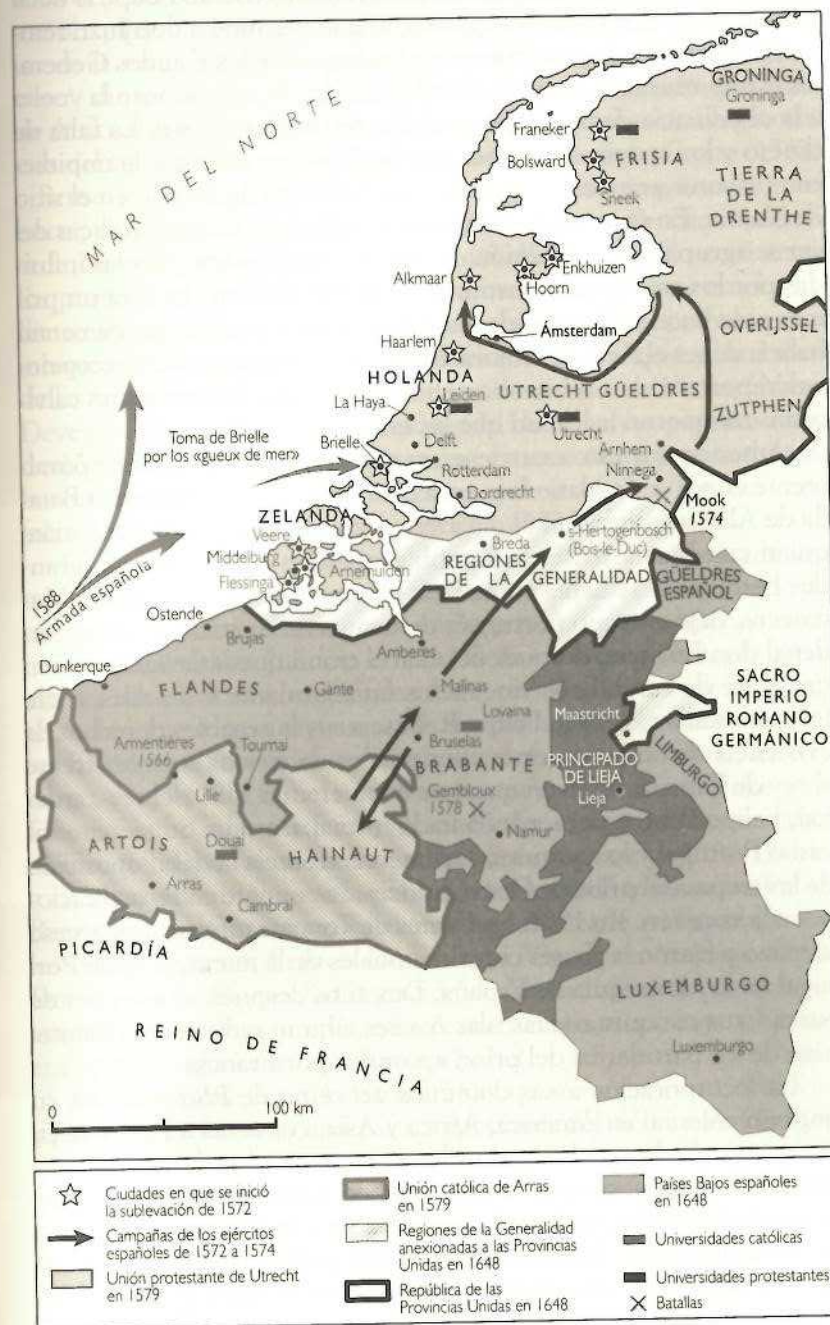 MAR DEL NORTE
GRONINGA
Groninga
Franeker
Bolsward
FRISIA
Sneek
TIERRA
DE LA
DRENTHE
Alkmaar
Enkhuizen
Hoorn
Ámsterdam
OVERIJSSEL
Haarlem
HOLANDA
Leiden
UTRECHT GÜELDRES
La Haya
ZUTPHEN
Utrecht
Delft
Toma de Brielle
por los «gueux de mer»
Brielle
Rotterdam
Arnhem
Nimega
Dordrecht
Mook
1574
ZELANDA
Veere
s-Hertogenbosch
(Bois-le-Duc)
Breda
Middelburg
Arnemuiden
REGIONES
DE LA
GENERALIDAD
GÜELDRES
ESPAÑOL
Flessinga
1588
Armada española
Ostende
Brujas
Amberes
Dunkerque
FLANDES
Gante
Malinas
SACRO
IMPERIO
ROMANO
GERMÁNICO
Lovaina
Maastricht
Armentières
1566
Tournai
Bruselas
BRABANTE
LIMBURGO
PRINCIPADO
DE LIEJA
Lieja
Lille
Gembloux
1578
ARTOIS
Douai
HAINAUT
Namur
Arras
Cambrai
PICARDÍA
LUXEMBURGO
REINO DE FRANCIA
Luxemburgo
0
100 km
Ciudades en que se inició
la sublevación de 1572
Campañas de los ejércitos
españoles de 1572 a 1574
Unión protestante de Utrecht
en 1579
Unión católica de Arras
en 1579
Regiones de la Generalidad
anexionadas a las Provincias
Unidas en 1648
República de las
Provincias Unidas en 1648
Países Bajos españoles
en 1648
Universidades católicas
Universidades protestantes
Batallas